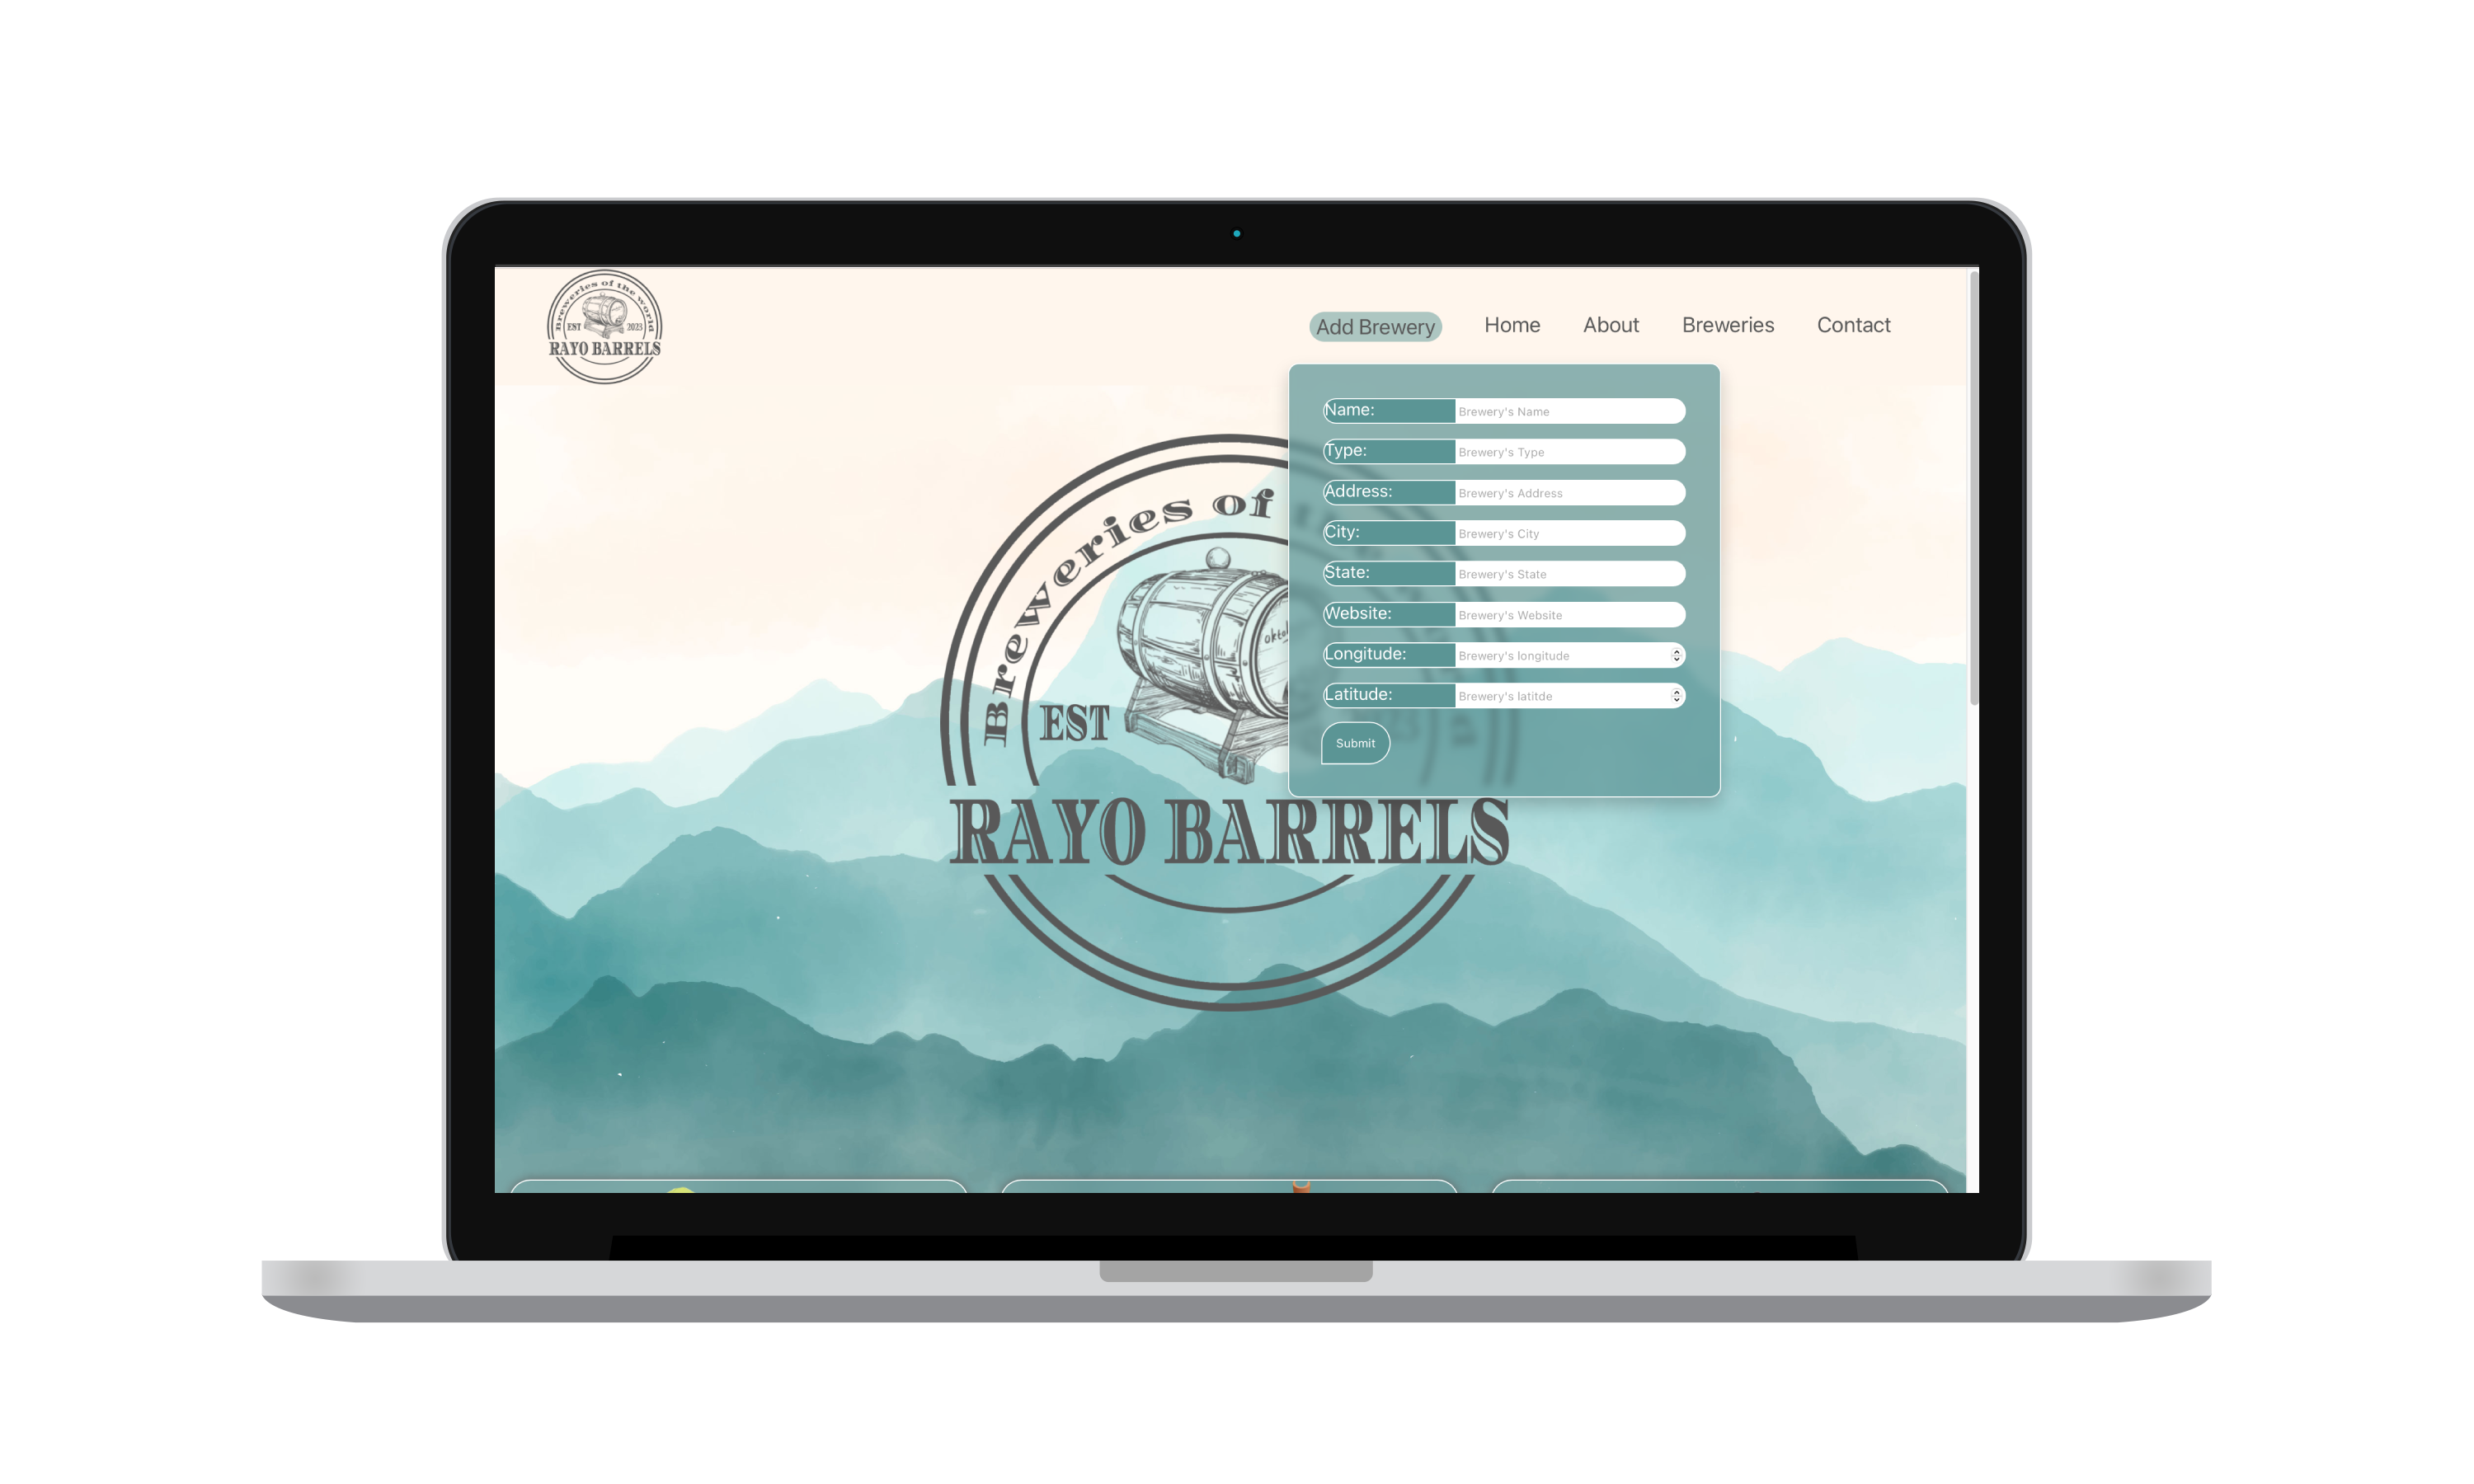 Breweries of the world
EST 2023
RAYO BARRELS
Add Brewery Home About Breweries Contact
Name: Brewery's Name
Type: Brewery's Type
Address: Brewery's Address
City: Brewery's City
State: Brewery's State
Website: Brewery's Website
Longitude: Brewery's longitude
Latitude: Brewery's latitde
Submit
Breweries of
EST
RAYO BARRELS